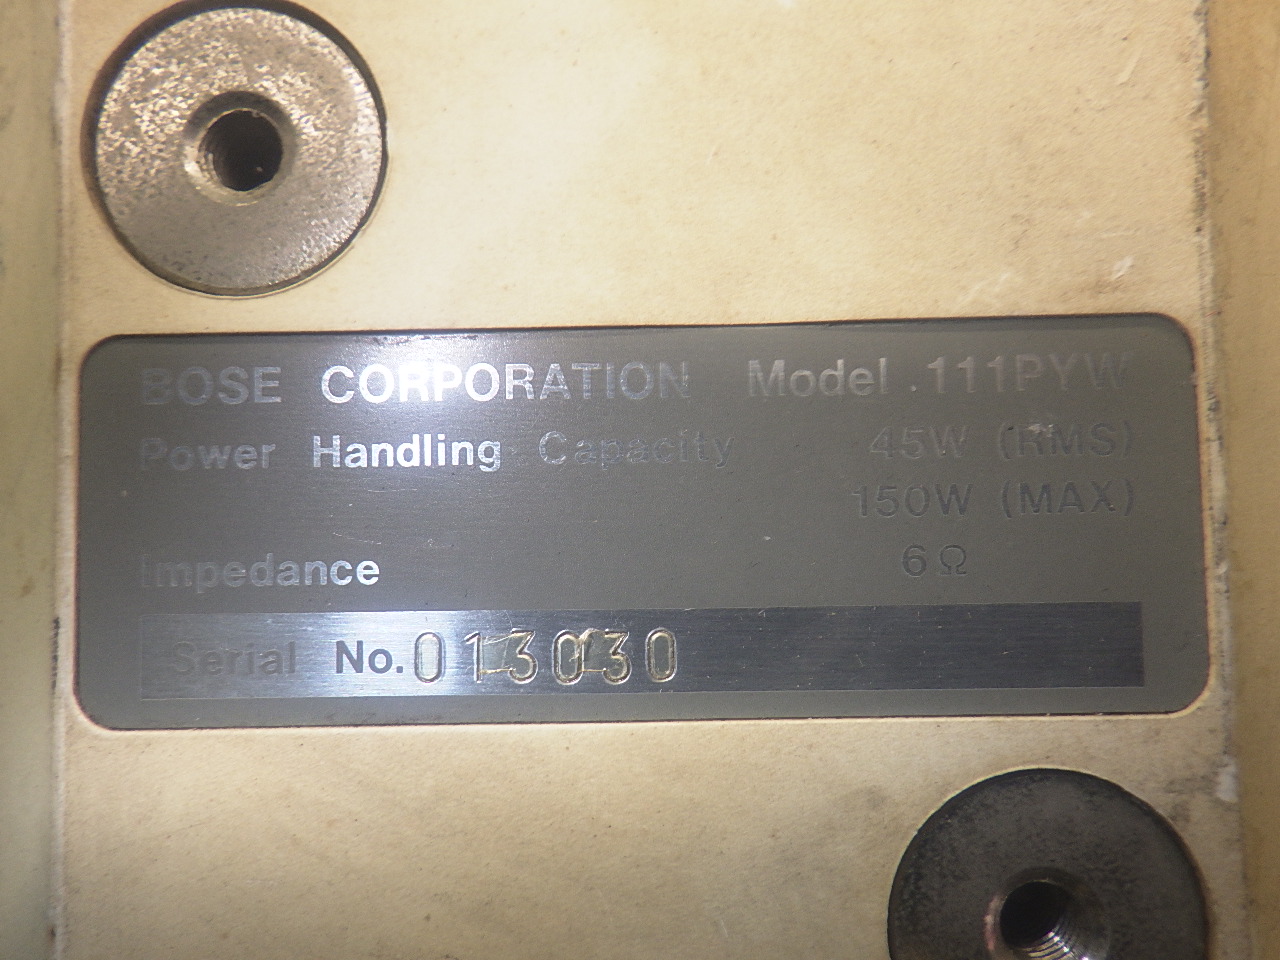 BOSE CORPORATION Model 111PYW
Power Handling Capacity 45W (RMS)
150W (MAX)
Impedance 6Ω
Serial No. 013030